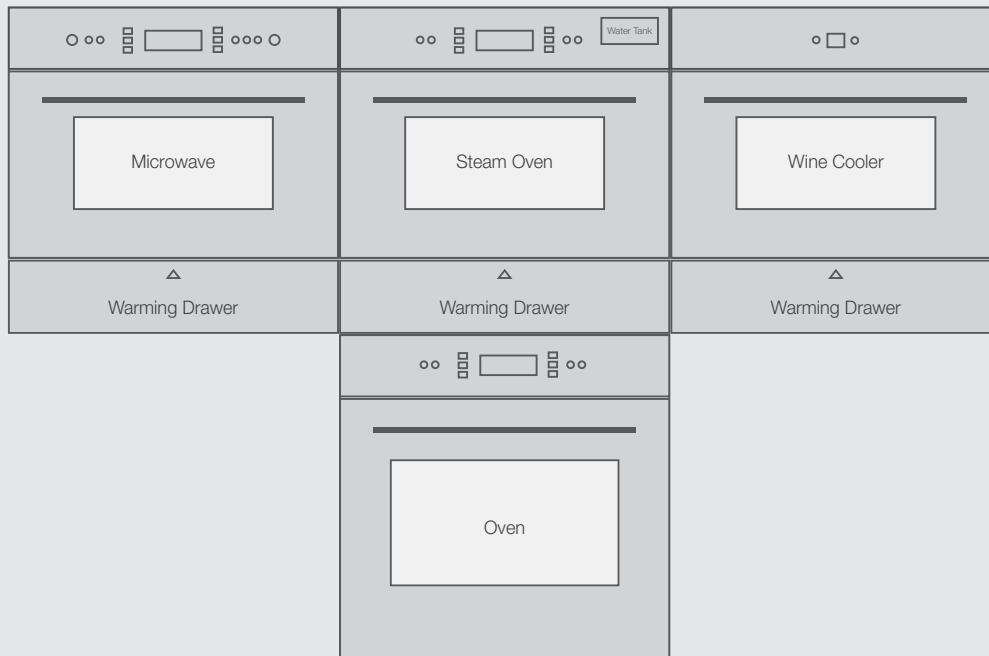 Water Tank
Microwave
Steam Oven
Wine Cooler
Warming Drawer
Warming Drawer
Warming Drawer
Oven